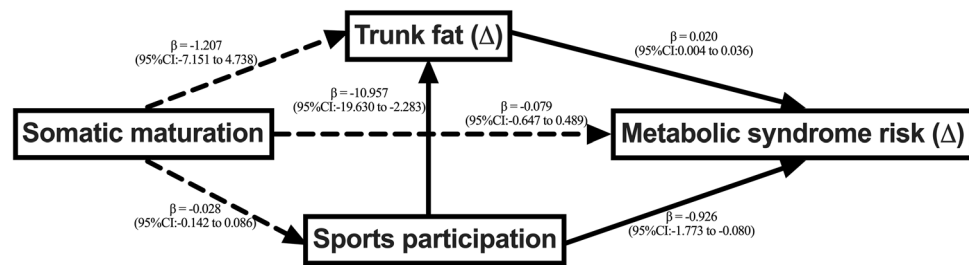 Trunk fat (Δ)
β = -1.207
(95%CI:-7.151 to 4.738)
β = 0.020
(95%CI:0.004 to 0.036)
β = -10.957
(95%CI:-19.630 to -2.283)
β = -0.079
(95%CI:-0.647 to 0.489)
Somatic maturation
Metabolic syndrome risk (Δ)
β = -0.028
(95%CI:-0.142 to 0.086)
β = -0.926
(95%CI:-1.773 to -0.080)
Sports participation